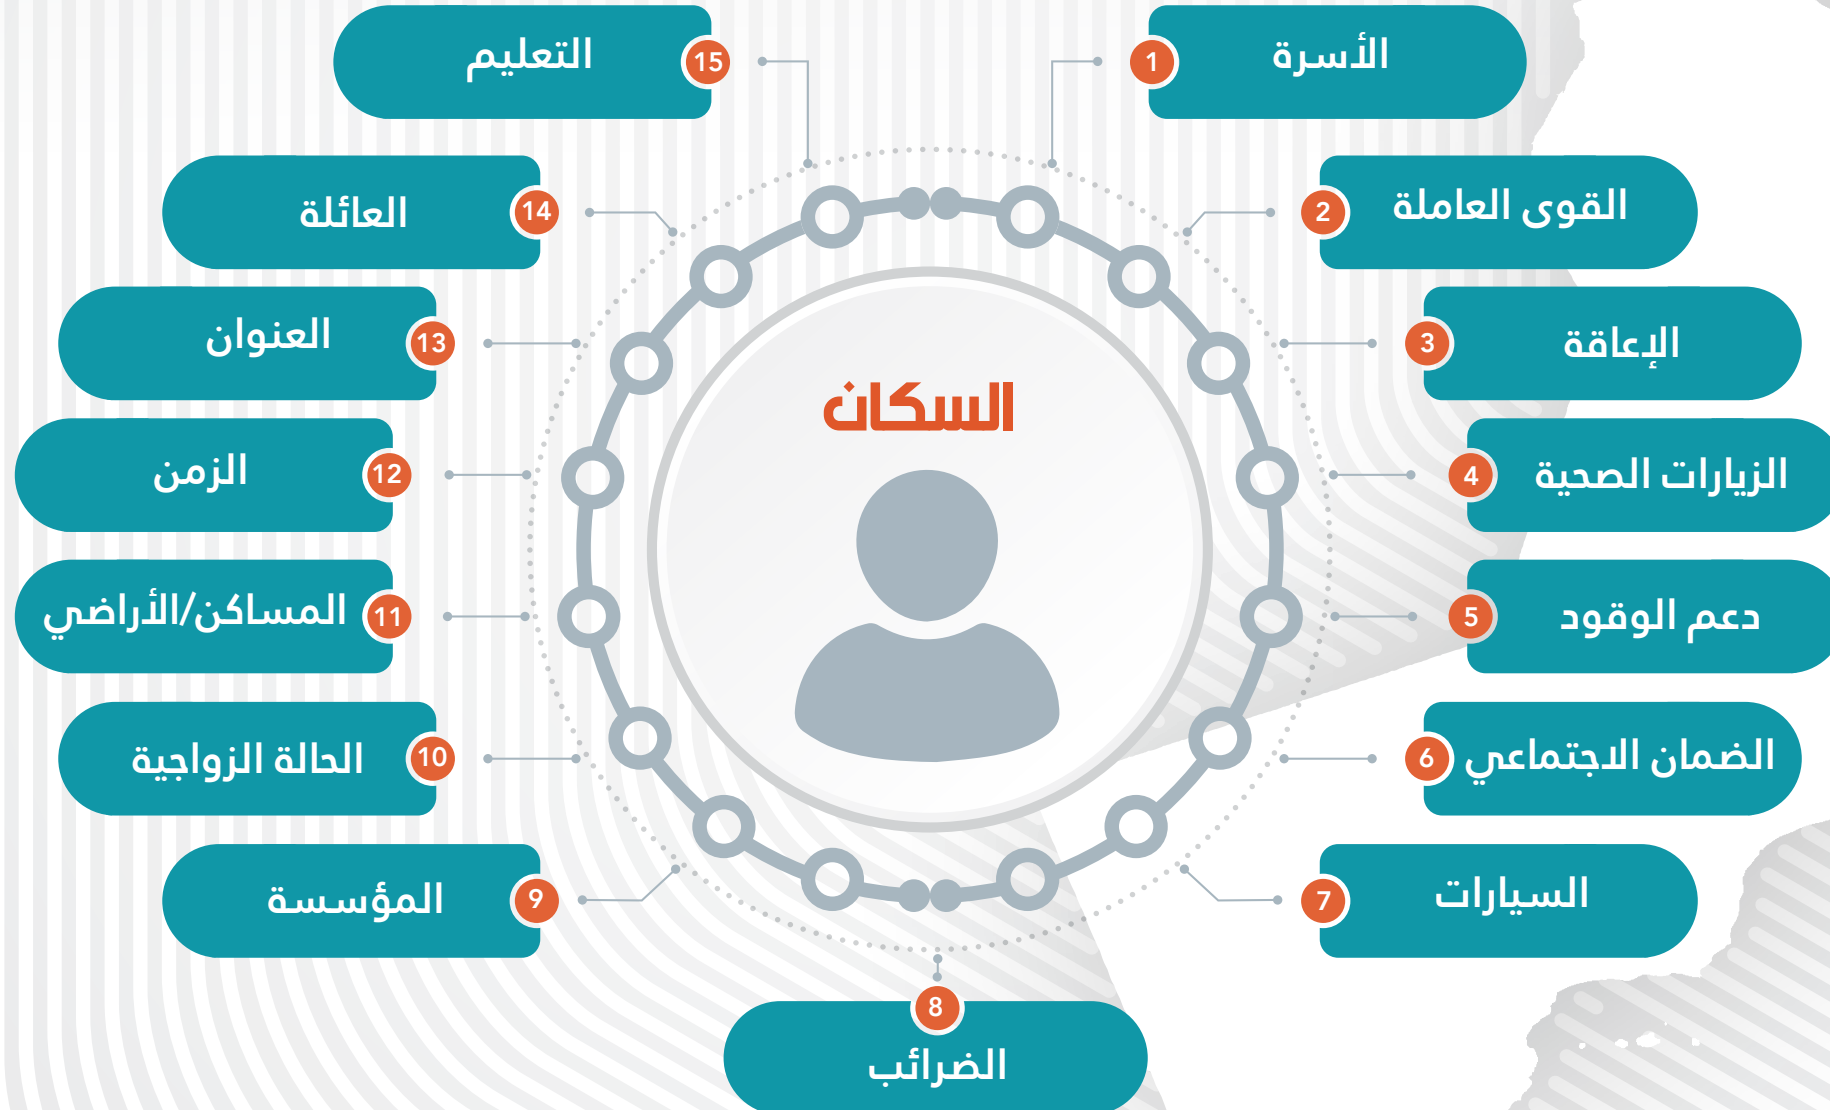 السكان
1 الأسرة
2 القوى العاملة
3 الإعاقة
4 الزيارات الصحية
5 دعم الوقود
6 الضمان الاجتماعي
7 السيارات
8 الضرائب
9 المؤسسة
10 الحالة الزواجية
11 المساكن/الأراضي
12 الزمن
13 العنوان
14 العائلة
15 التعليم